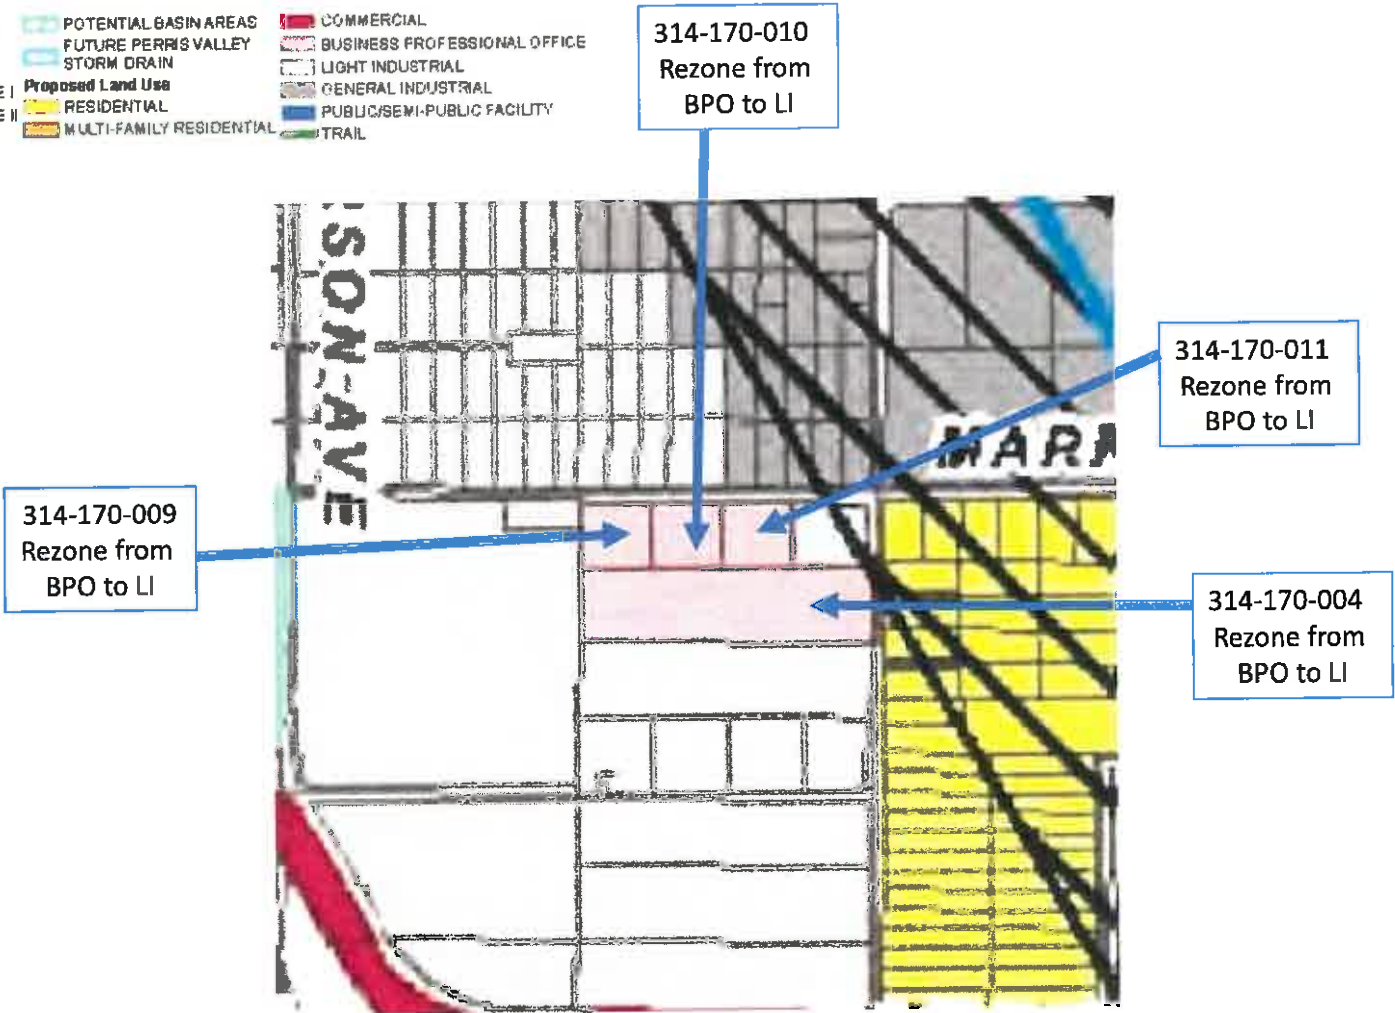 POTENTIAL BASIN AREAS
FUTURE PERRIS VALLEY
STORM DRAIN
E I
Proposed Land Use
RESIDENTIAL
E II
MULTI-FAMILY RESIDENTIAL
COMMERCIAL
BUSINESS PROFESSIONAL OFFICE
LIGHT INDUSTRIAL
GENERAL INDUSTRIAL
PUBLIC/SEMI-PUBLIC FACILITY
TRAIL
314-170-010
Rezone from
BPO to LI
SON AVE
314-170-011
Rezone from
BPO to LI
MAR
314-170-009
Rezone from
BPO to LI
314-170-004
Rezone from
BPO to LI